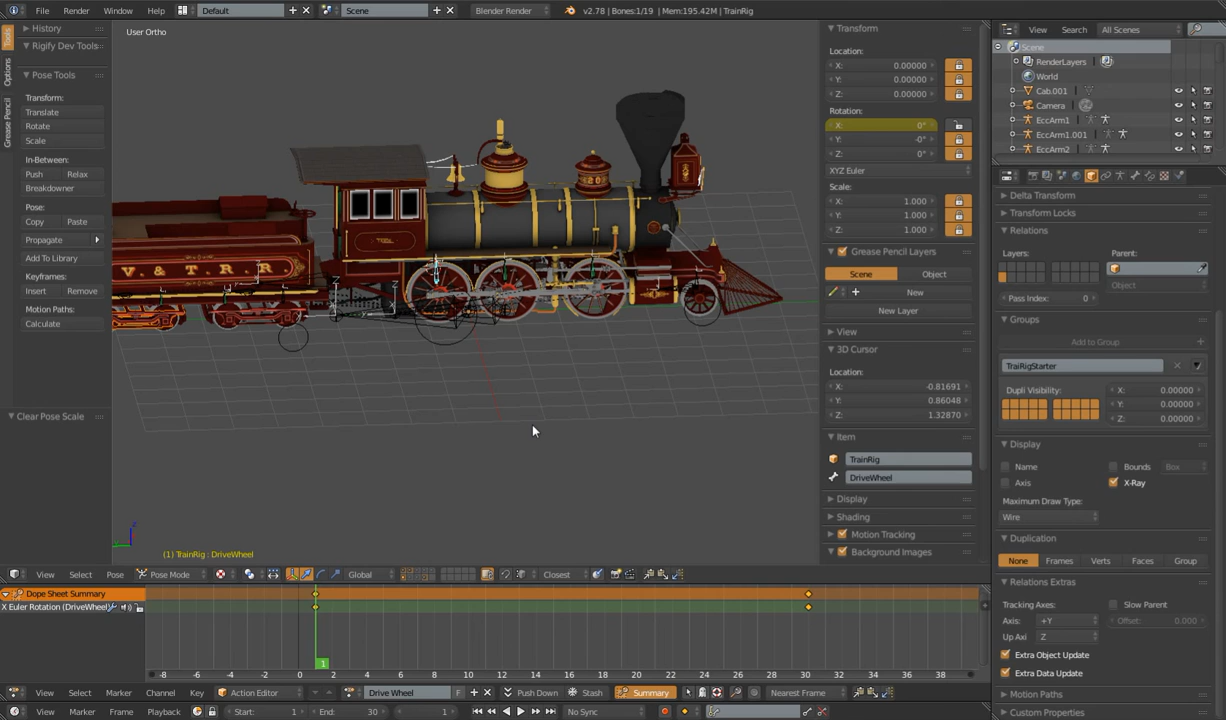 File Render Window Help Default Scene Blender Render v2.78 | Bones:1/19 | Mem:195.42M | TrainRig
Tools
Options
Grease Pencil
History
Rigify Dev Tools
Pose Tools
Transform:
Translate
Rotate
Scale
In-Between:
Push Relax
Breakdowner
Pose:
Copy Paste
Propagate
Add To Library
Keyframes:
Insert Remove
Motion Paths:
Calculate
Clear Pose Scale
User Ortho
V. & T. R. R
20
(1) TrainRig : DriveWheel
View Select Pose Pose Mode Global Closest
Transform
Location:
X: 0.00000
Y: 0.00000
Z: 0.00000
Rotation:
X: 0°
Y: -0°
Z: 0°
XYZ Euler
Scale:
X: 1.000
Y: 1.000
Z: 1.000
Grease Pencil Layers
Scene Object
New
New Layer
View
3D Cursor
Location:
X: -0.81691
Y: 0.86048
Z: 1.32870
Item
TrainRig
DriveWheel
Display
Shading
Motion Tracking
Background Images
View Search All Scenes
Scene
RenderLayers
World
Cab.001
Camera
EccArm1
EccArm1.001
EccArm2
Delta Transform
Transform Locks
Relations
Layers: Parent:
Object
Pass Index: 0
Groups
Add to Group
TraiRigStarter
Dupli Visibility: X: 0.00000
Y: 0.00000
Z: 0.00000
Display
Name Bounds Box
Axis X-Ray
Maximum Draw Type:
Wire
Duplication
None Frames Verts Faces Group
Relations Extras
Tracking Axes: Slow Parent
Axis: +Y Offset: 0.000
Up Axi Z
Extra Object Update
Extra Data Update
Motion Paths
Custom Properties
Dope Sheet Summary
X Euler Rotation (DriveWheel)
1
-8 -6 -4 -2 0 2 4 6 8 10 12 14 16 18 20 22 24 26 28 30 32 34 36 38
View Select Marker Channel Key Action Editor Drive Wheel F Push Down Stash Summary Nearest Frame
View Marker Frame Playback Start: 1 End: 30 1 No Sync